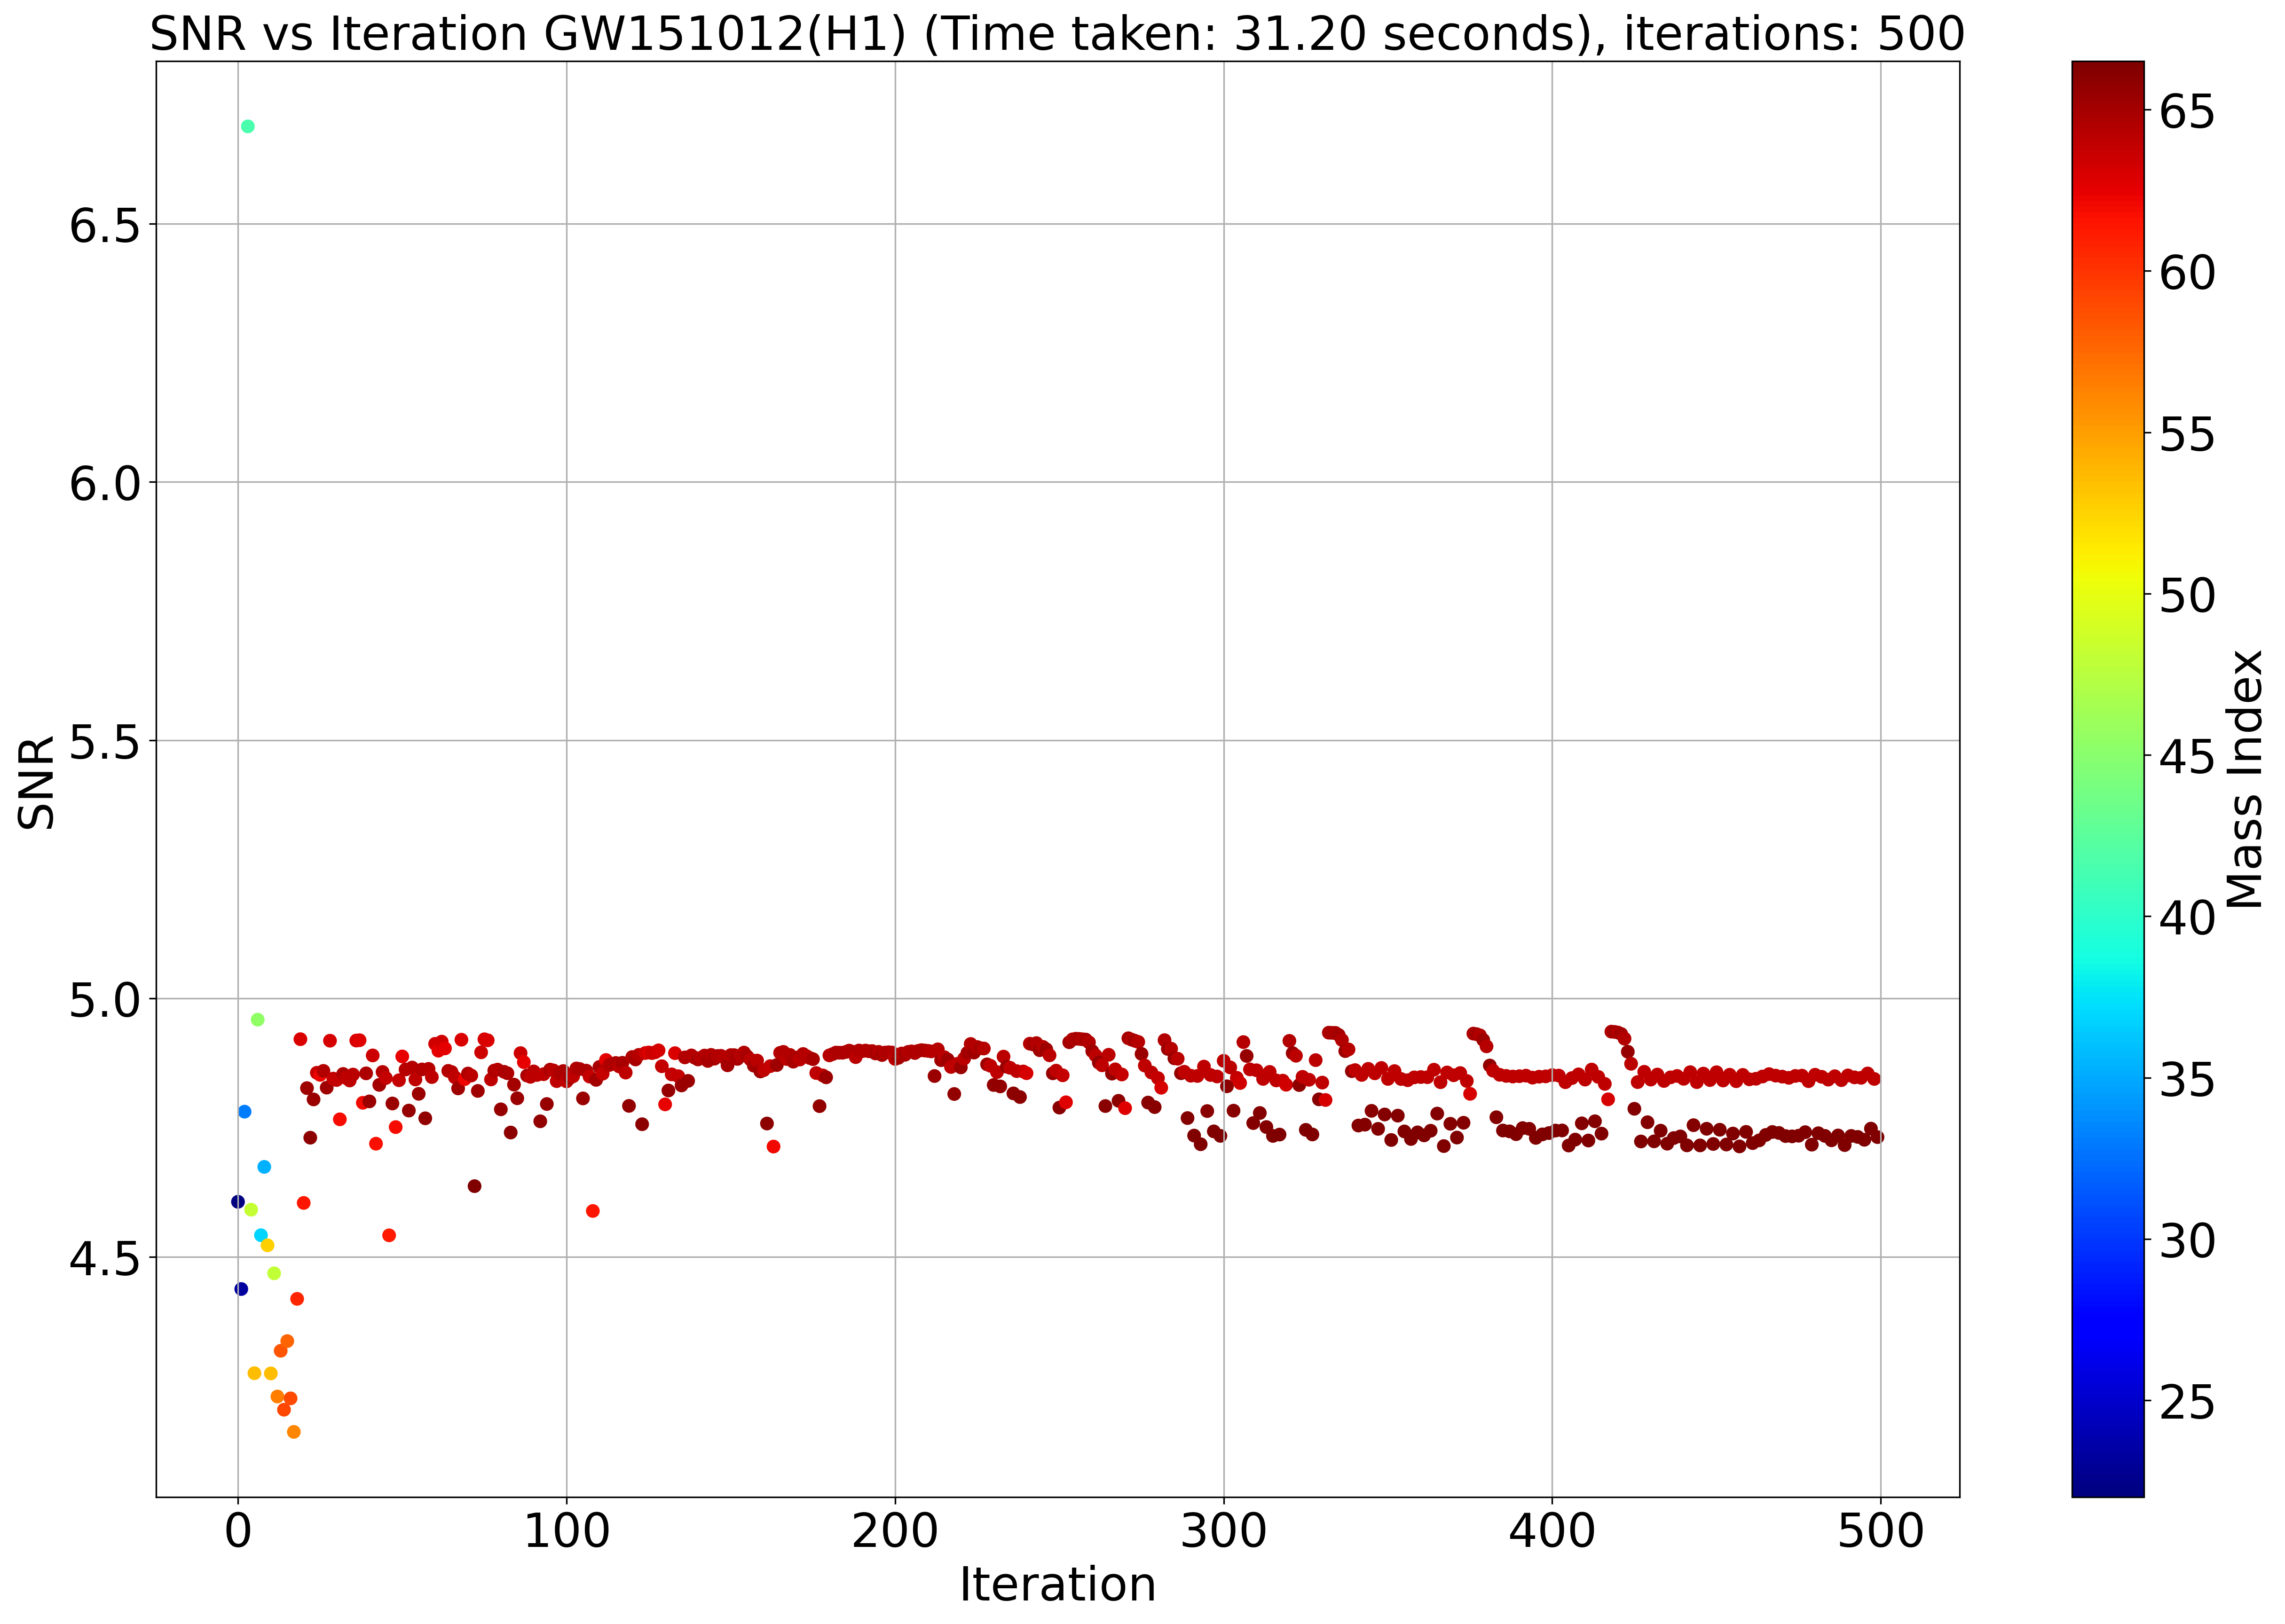 SNR vs Iteration GW151012(H1) (Time taken: 31.20 seconds), iterations: 500
SNR
6.5
6.0
5.5
5.0
4.5
0 100 200 300 400 500
Iteration
65
60
55
50
45
40
35
30
25
Mass Index